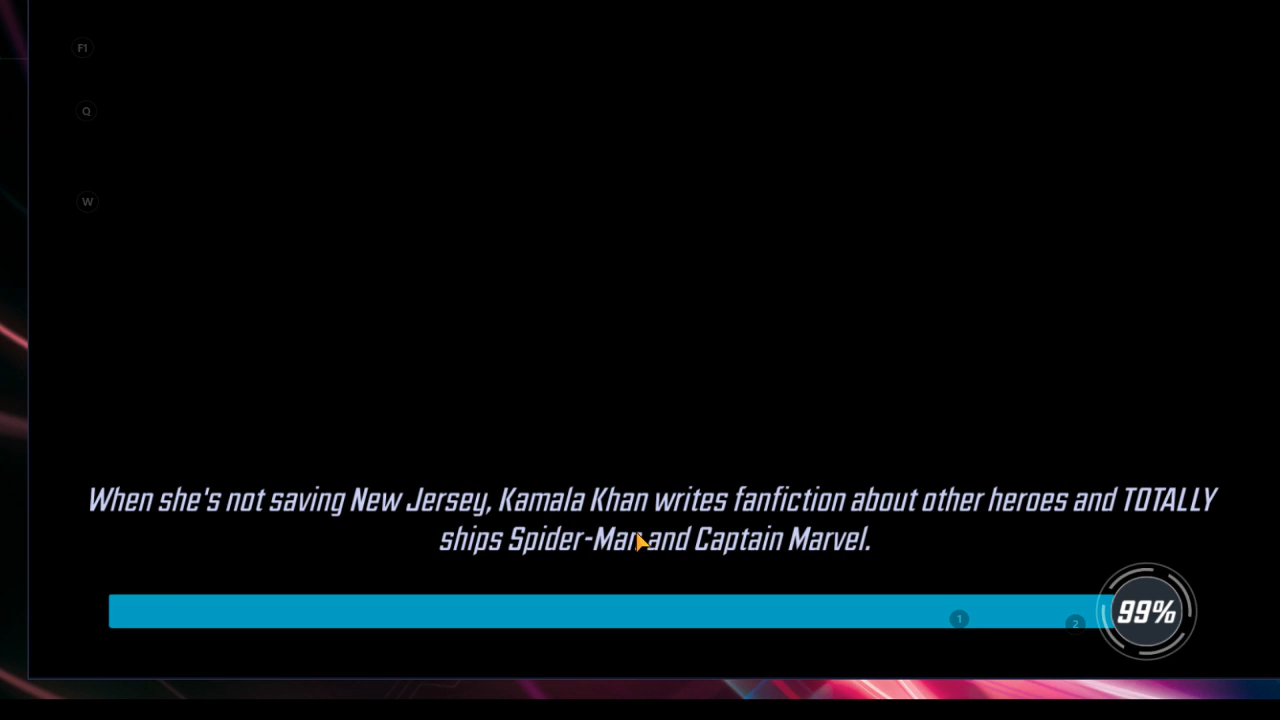 F1
Q
W
When she's not saving New Jersey, Kamala Khan writes fanfiction about other heroes and TOTALLY
ships Spider-Man and Captain Marvel.
1
2
99%